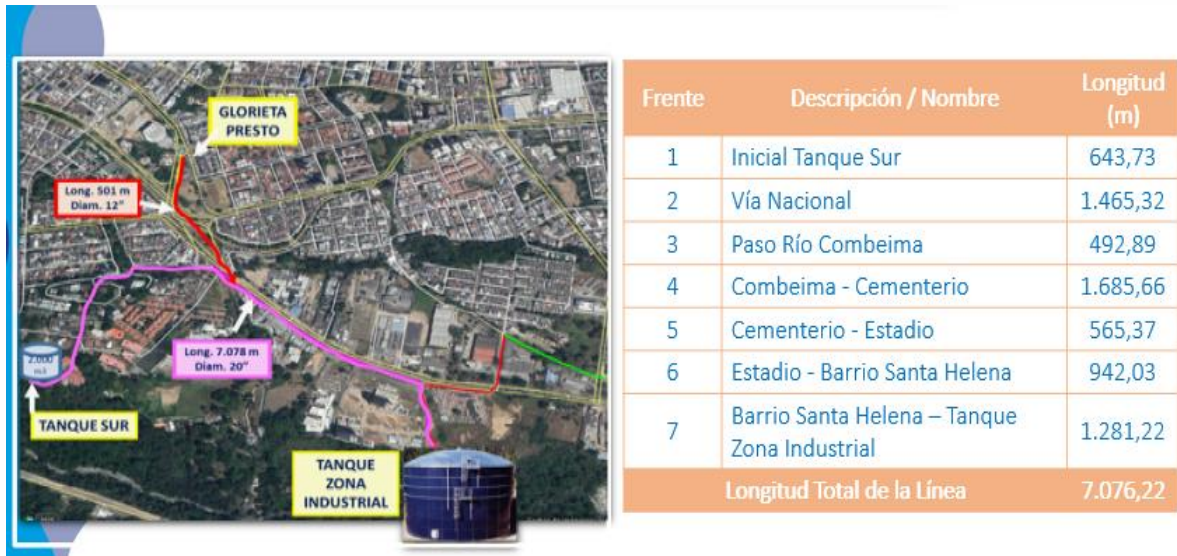 GLORIETA
PRESTO
Long. 501 m
Diam. 12"
Long. 7.078 m
Diam. 20"
2.000
m3
TANQUE SUR
TANQUE
ZONA
INDUSTRIAL
Frente Descripción / Nombre Longitud (m)
1 Inicial Tanque Sur 643,73
2 Vía Nacional 1.465,32
3 Paso Río Combeima 492,89
4 Combeima - Cementerio 1.685,66
5 Cementerio - Estadio 565,37
6 Estadio - Barrio Santa Helena 942,03
7 Barrio Santa Helena – Tanque
Zona Industrial 1.281,22
Longitud Total de la Línea 7.076,22